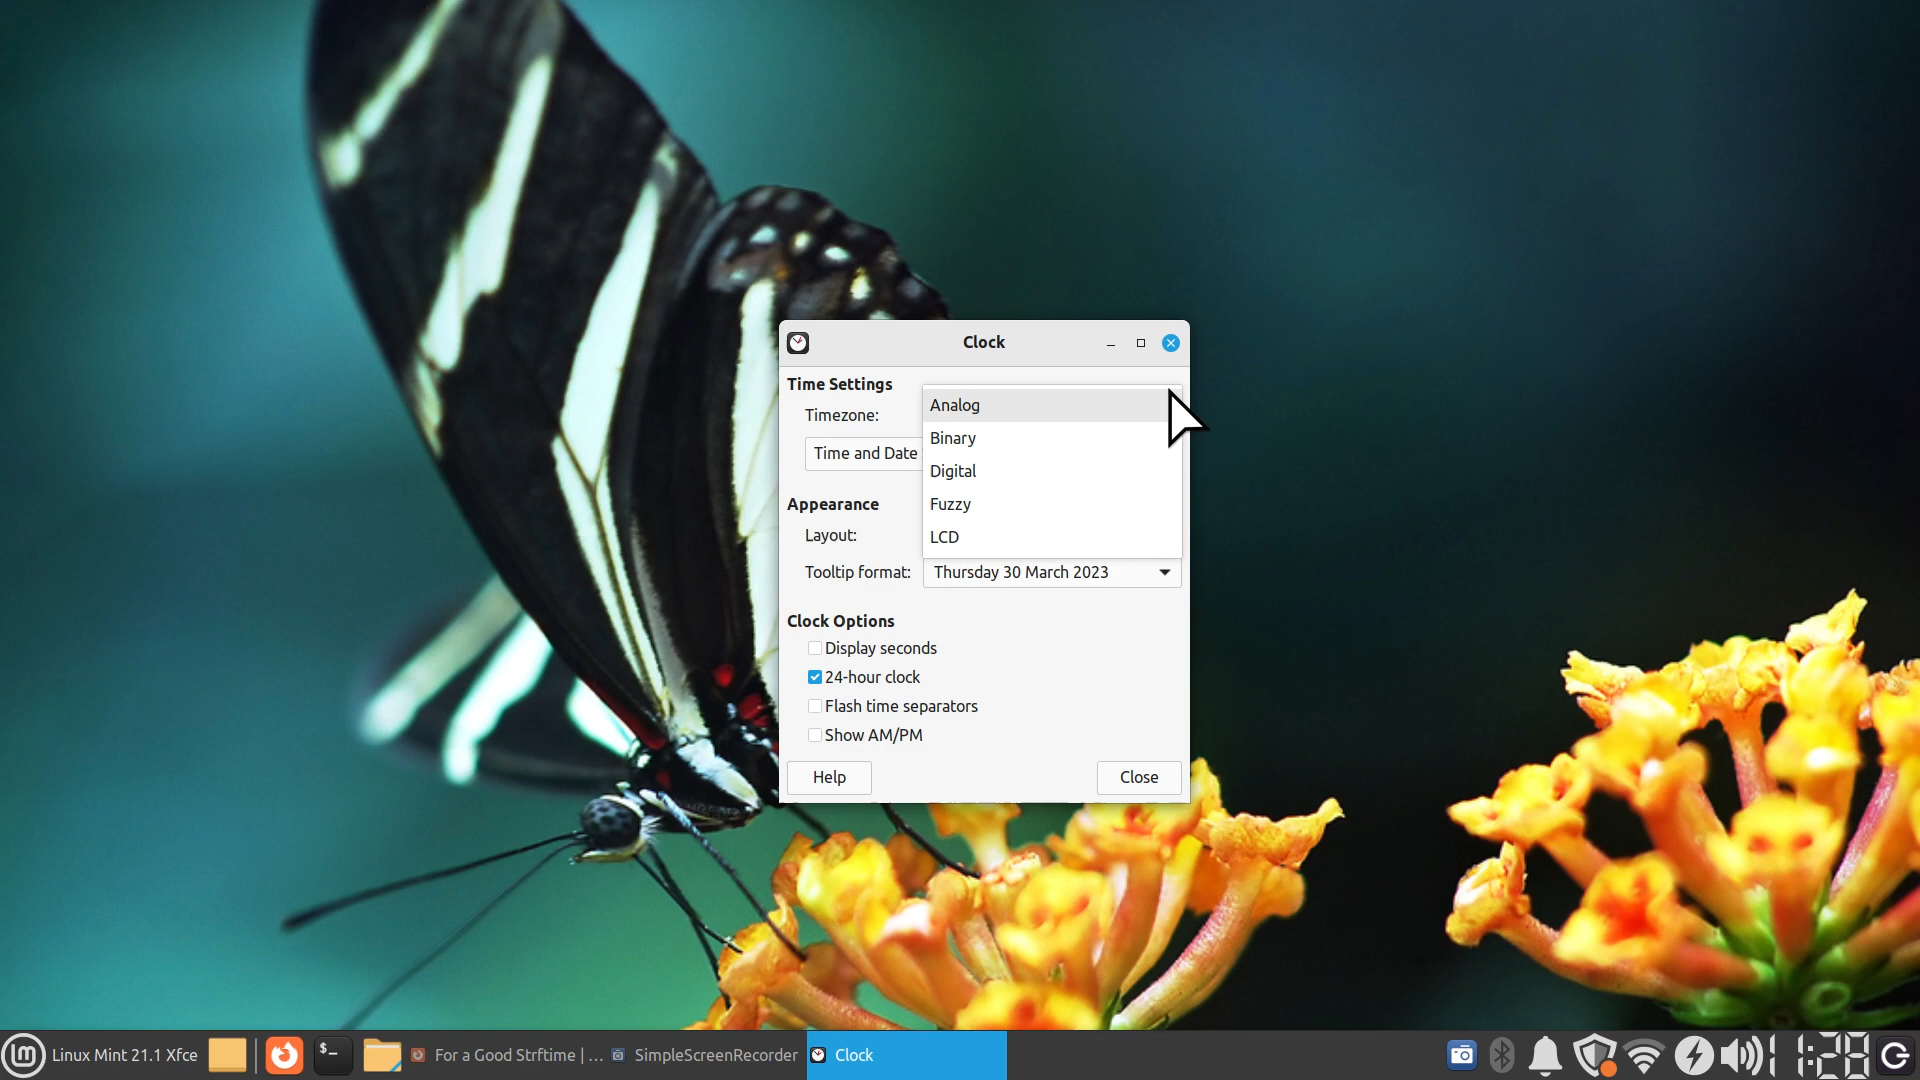 Clock
Time Settings
Timezone:
Time and Date
Analog
Binary
Digital
Fuzzy
LCD
Appearance
Layout:
Tooltip format:
Thursday 30 March 2023
Clock Options
Display seconds
24-hour clock
Flash time separators
Show AM/PM
Help
Close
Linux Mint 21.1 Xfce
$_
For a Good Strftime | ...
SimpleScreenRecorder
Clock